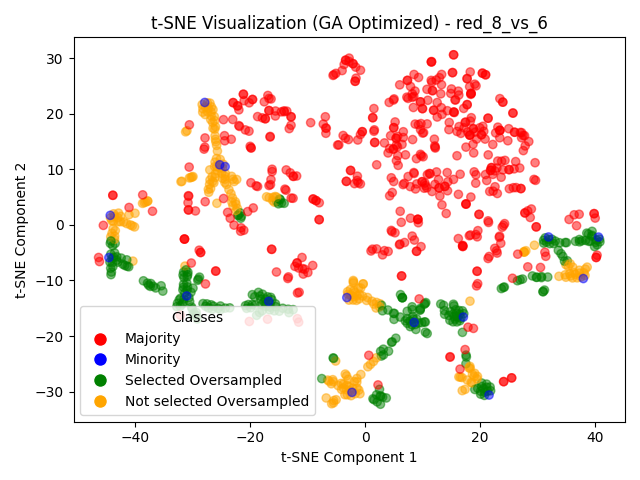 t-SNE Visualization (GA Optimized) - red_8_vs_6
30
20
10
0
−10
−20
−30
t-SNE Component 2
Classes
Majority
Minority
Selected Oversampled
Not selected Oversampled
−40
−20
0
20
40
t-SNE Component 1